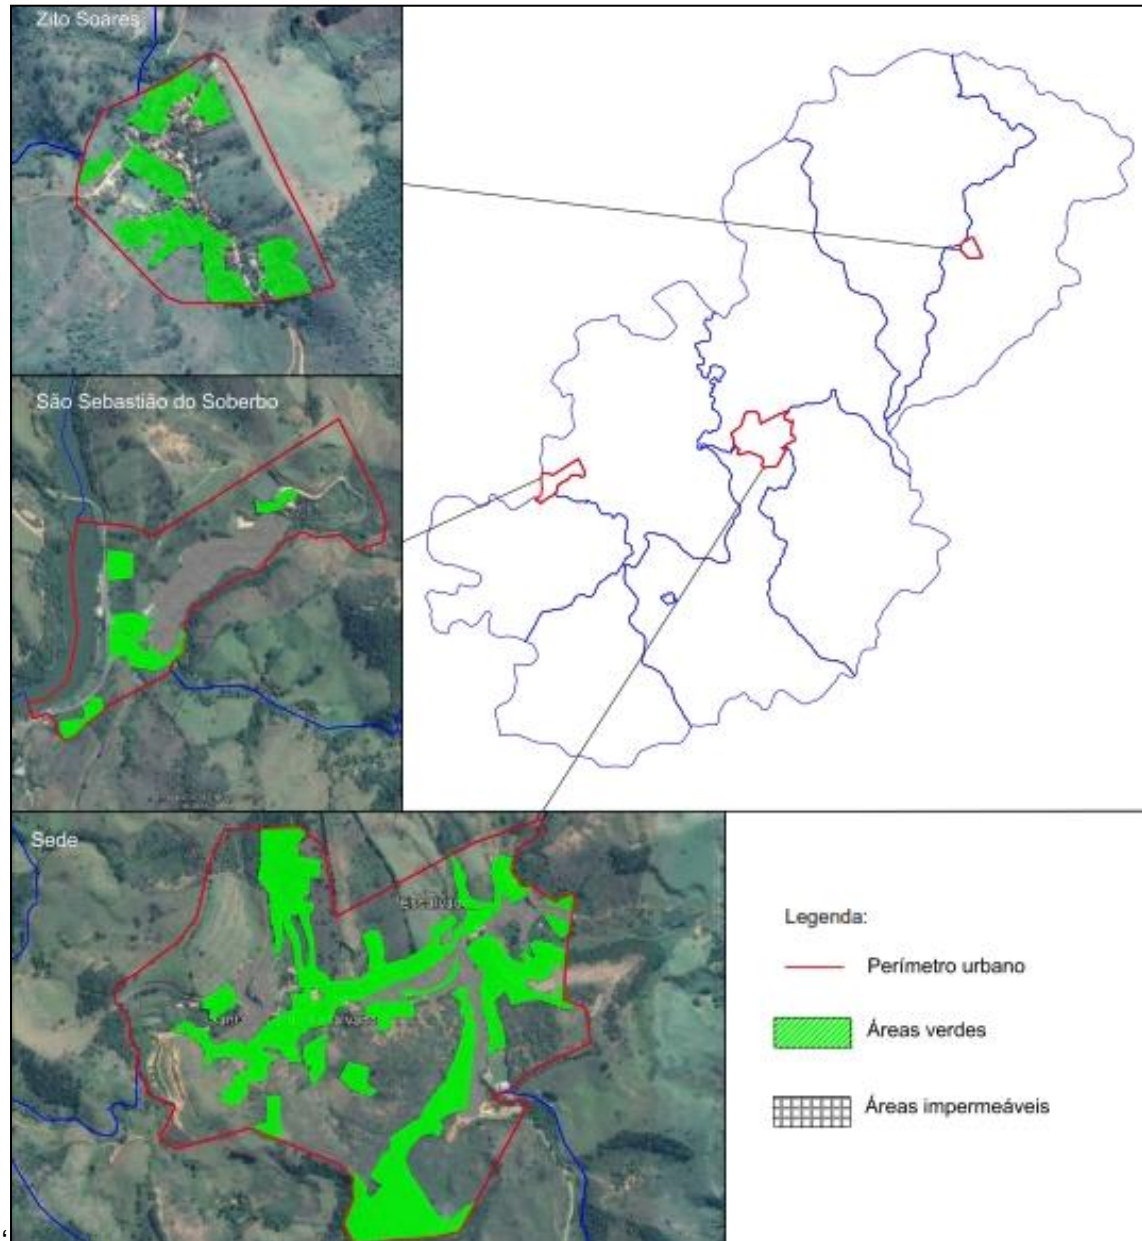 Zito Soares
São Sebastião do Soberbo
Sede
Legenda:
Perímetro urbano
Áreas verdes
Áreas impermeáveis